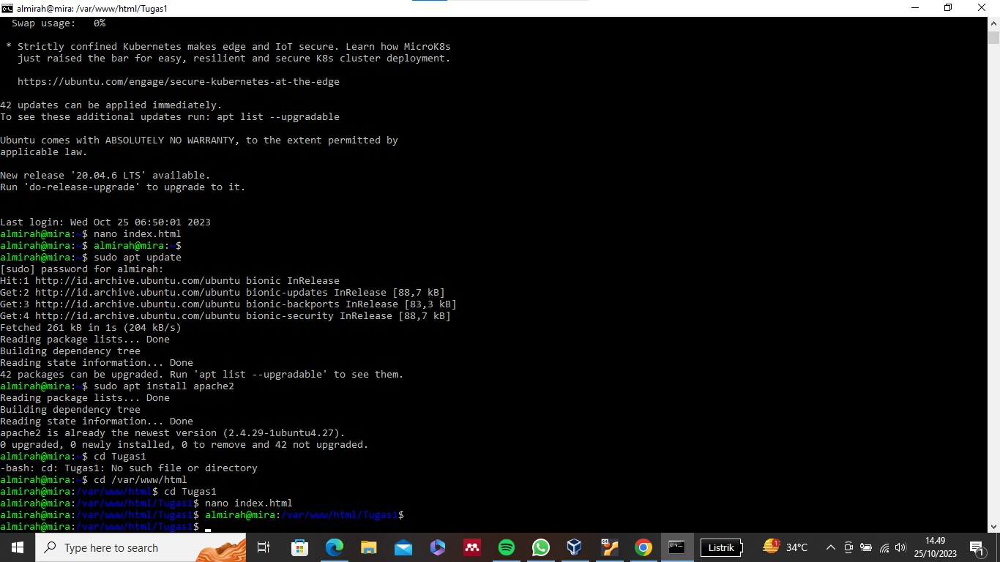 almirah@mira: /var/www/html/Tugas1
Swap usage:   0%
* Strictly confined Kubernetes makes edge and IoT secure. Learn how MicroK8s
just raised the bar for easy, resilient and secure K8s cluster deployment.
https://ubuntu.com/engage/secure-kubernetes-at-the-edge
42 updates can be applied immediately.
To see these additional updates run: apt list --upgradable
Ubuntu comes with ABSOLUTELY NO WARRANTY, to the extent permitted by
applicable law.
New release '20.04.6 LTS' available.
Run 'do-release-upgrade' to upgrade to it.
Last login: Wed Oct 25 06:50:01 2023
almirah@mira:~$ nano index.html
almirah@mira:~$ almirah@mira:~$
almirah@mira:~$ sudo apt update
[sudo] password for almirah:
Hit:1 http://id.archive.ubuntu.com/ubuntu bionic InRelease
Get:2 http://id.archive.ubuntu.com/ubuntu bionic-updates InRelease [88,7 kB]
Get:3 http://id.archive.ubuntu.com/ubuntu bionic-backports InRelease [83,3 kB]
Get:4 http://id.archive.ubuntu.com/ubuntu bionic-security InRelease [88,7 kB]
Fetched 261 kB in 1s (204 kB/s)
Reading package lists... Done
Building dependency tree
Reading state information... Done
42 packages can be upgraded. Run 'apt list --upgradable' to see them.
almirah@mira:~$ sudo apt install apache2
Reading package lists... Done
Building dependency tree
Reading state information... Done
apache2 is already the newest version (2.4.29-1ubuntu4.27).
0 upgraded, 0 newly installed, 0 to remove and 42 not upgraded.
almirah@mira:~$ cd Tugas1
-bash: cd: Tugas1: No such file or directory
almirah@mira:~$ cd /var/www/html
almirah@mira:/var/www/html$ cd Tugas1
almirah@mira:/var/www/html/Tugas1$ nano index.html
almirah@mira:/var/www/html/Tugas1$ almirah@mira:/var/www/html/Tugas1$
almirah@mira:/var/www/html/Tugas1$
Type here to search
Listrik
1
34°C
14.49
25/10/2023
1